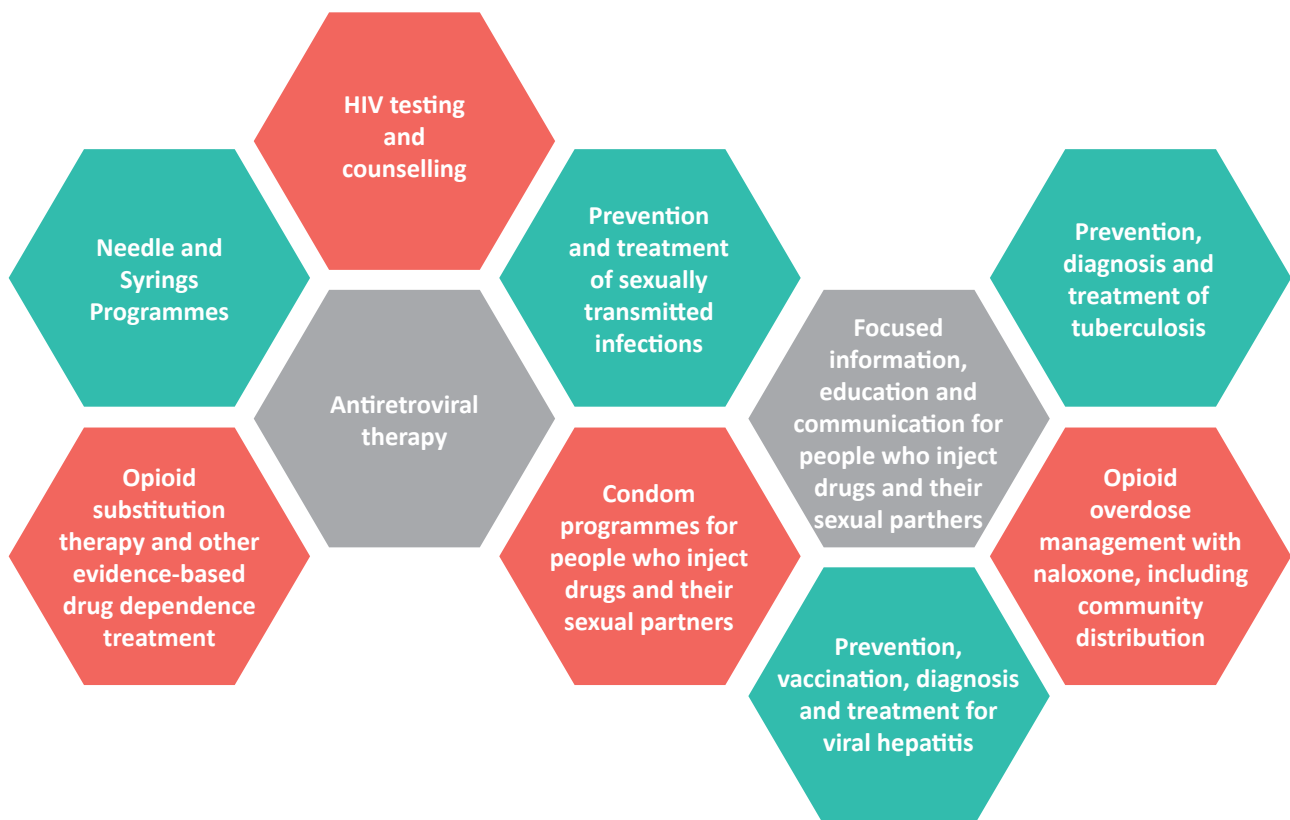 HIV testing
and
counselling
Needle and
Syrings
Programmes
Prevention
and treatment
of sexually
transmitted
infections
Prevention,
diagnosis and
treatment of
tuberculosis
Antiretroviral
therapy
Focused
information,
education and
communication for
people who inject
drugs and their
sexual parthers
Opioid
substitution
therapy and other
evidence-based
drug dependence
treatment
Condom
programmes for
people who inject
drugs and their
sexual partners
Opioid
overdose
management with
naloxone, including
community
distribution
Prevention,
vaccination, diagnosis
and treatment for
viral hepatitis